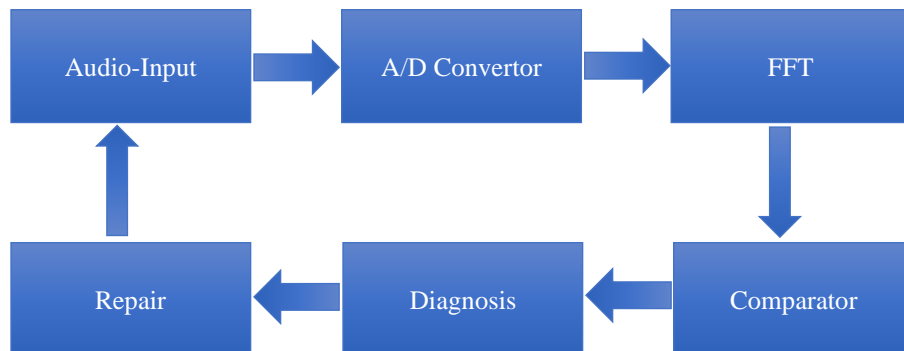 Audio-Input
A/D Convertor
FFT
Repair
Diagnosis
Comparator